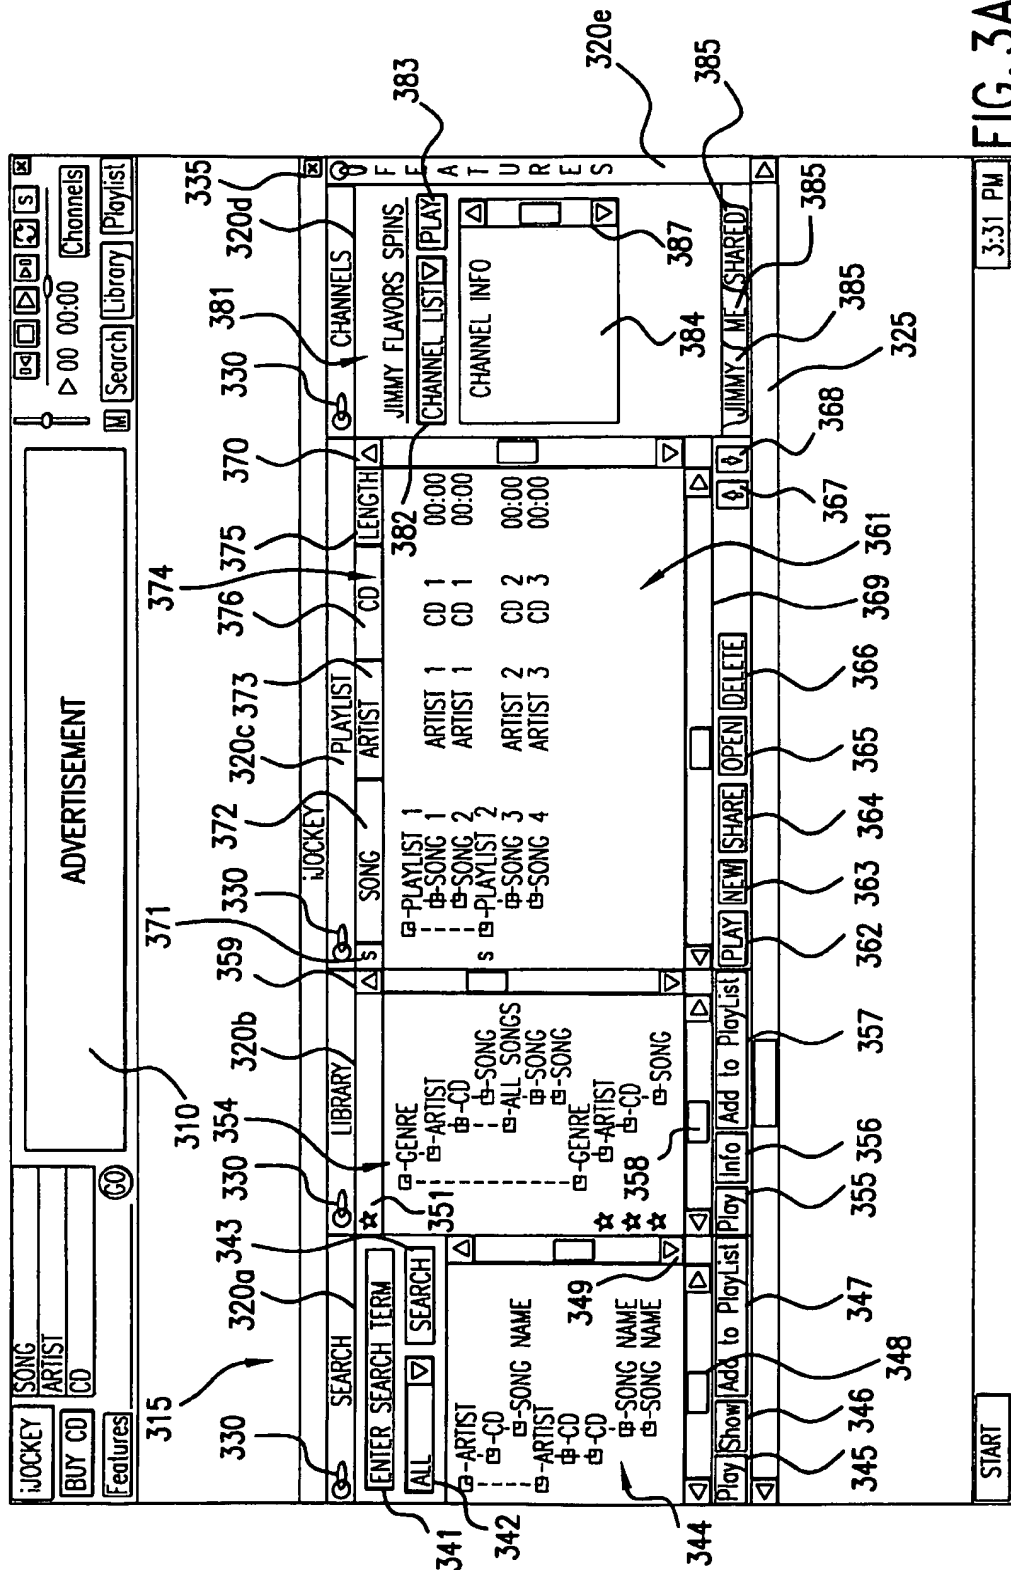 iJOCKEY
SONG
ARTIST
CD
BUY CD
Features
GO
ADVERTISEMENT
S
00 00:00
M
Search
Library
Channels
Playlist
310
315
iJOCKEY
335
330
320a
343
SEARCH
341
ENTER SEARCH TERM
342
ALL
SEARCH
ARTIST
CD
SONG NAME
ARTIST
CD
CD
SONG NAME
SONG NAME
344
349
348
Play
Show
Add to PlayList
345
346
347
330
354
320b
359
LIBRARY
351
GENRE
ARTIST
CD
SONG
ALL SONGS
SONG
SONG
GENRE
ARTIST
CD
SONG
358
Play
Info
Add to PlayList
355
356
357
371
330
372
320c
373
376
374
375
370
PLAYLIST
S
SONG
ARTIST
CD
LENGTH
PLAYLIST 1
SONG 1 ARTIST 1 CD 1 00:00
SONG 2 ARTIST 1 CD 1 00:00
S PLAYLIST 2
SONG 3 ARTIST 2 CD 2 00:00
SONG 4 ARTIST 3 CD 3 00:00
361
369
PLAY
NEW
SHARE
OPEN
DELETE
362
363
364
365
366
367
368
330
381
320d
CHANNELS
JIMMY FLAVORS SPINS
382
CHANNEL LIST
PLAY
383
CHANNEL INFO
384
387
JIMMY
ME
SHARED
385
385
385
325
FEATURES
320e
START
3:31 PM
FIG.3A